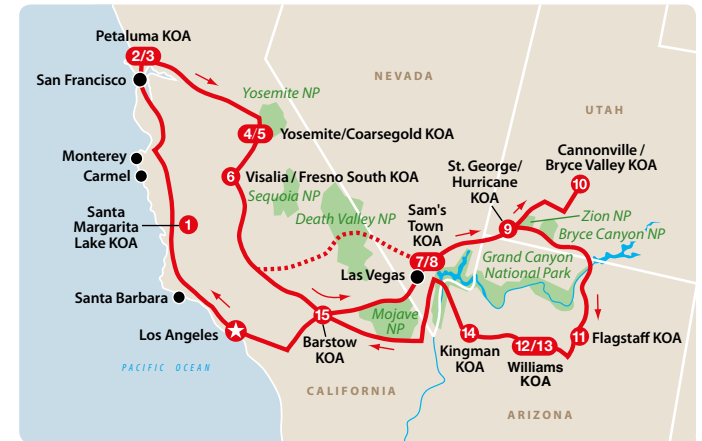 Petaluma KOA
2/3
San Francisco
NEVADA
Yosemite NP
UTAH
4/5
Yosemite/Coarsegold KOA
Cannonville /
Bryce Valley KOA
10
Monterey
Carmel
6
Visalia / Fresno South KOA
St. George/
Hurricane
KOA
Sequoia NP
Santa
Margarita
Lake KOA
1
Death Valley NP
Sam's
Town
KOA
Zion NP
Bryce Canyon NP
9
7/8
Las Vegas
Grand Canyon
National Park
Santa Barbara
Los Angeles
15
Barstow
KOA
Mojave
NP
14
Kingman
KOA
12/13
Williams
KOA
11
Flagstaff KOA
PACIFIC OCEAN
CALIFORNIA
ARIZONA